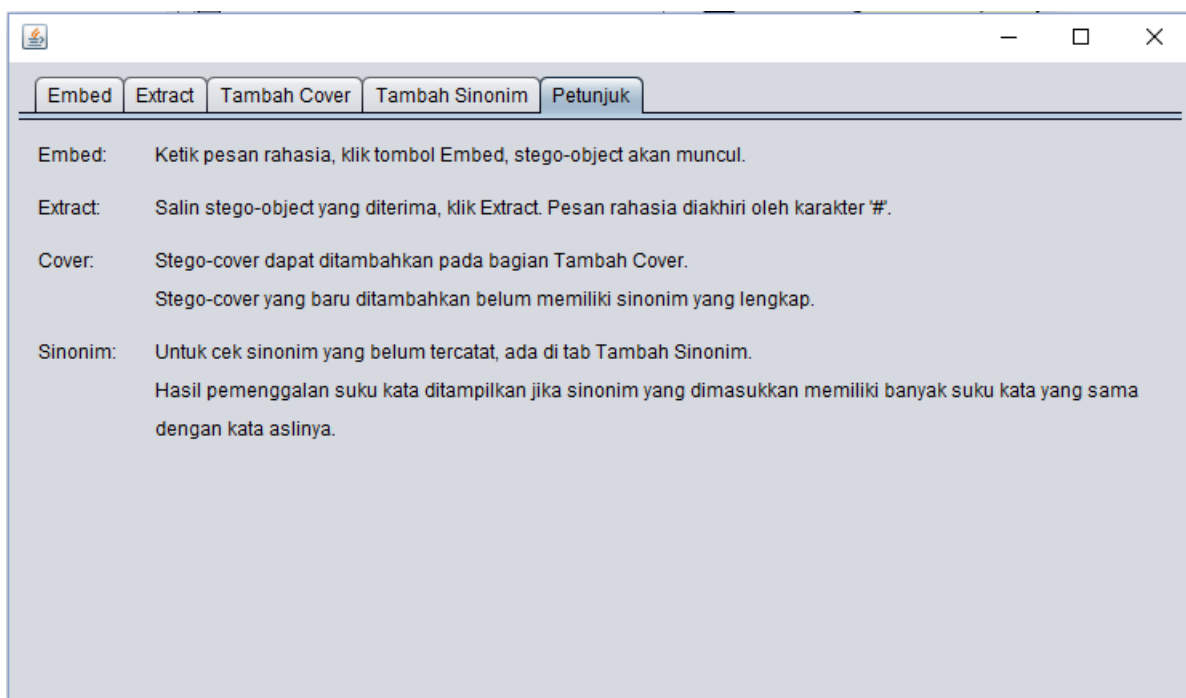 Embed Extract Tambah Cover Tambah Sinonim Petunjuk
Embed: Ketik pesan rahasia, klik tombol Embed, stego-object akan muncul.
Extract: Salin stego-object yang diterima, klik Extract. Pesan rahasia diakhiri oleh karakter '#'.
Cover: Stego-cover dapat ditambahkan pada bagian Tambah Cover.
Stego-cover yang baru ditambahkan belum memiliki sinonim yang lengkap.
Sinonim: Untuk cek sinonim yang belum tercatat, ada di tab Tambah Sinonim.
Hasil pemenggalan suku kata ditampilkan jika sinonim yang dimasukkan memiliki banyak suku kata yang sama
dengan kata aslinya.